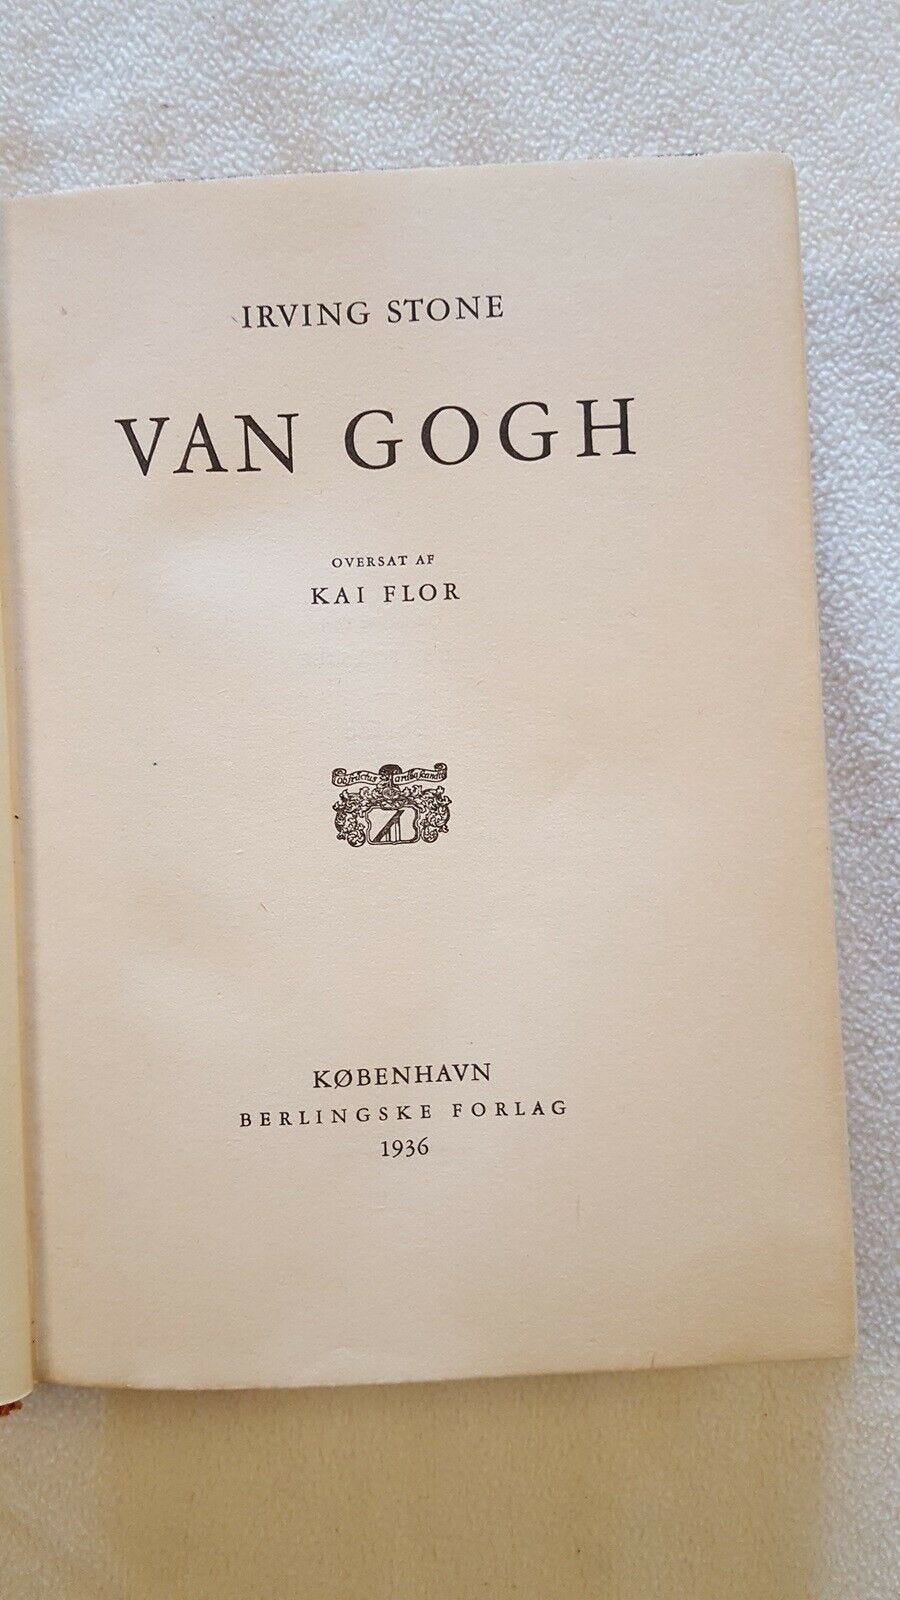 IRVING STONE
VAN GOGH
OVERSAT AF
KAI FLOR
KØBENHAVN
BERLINGSKE FORLAG
1936